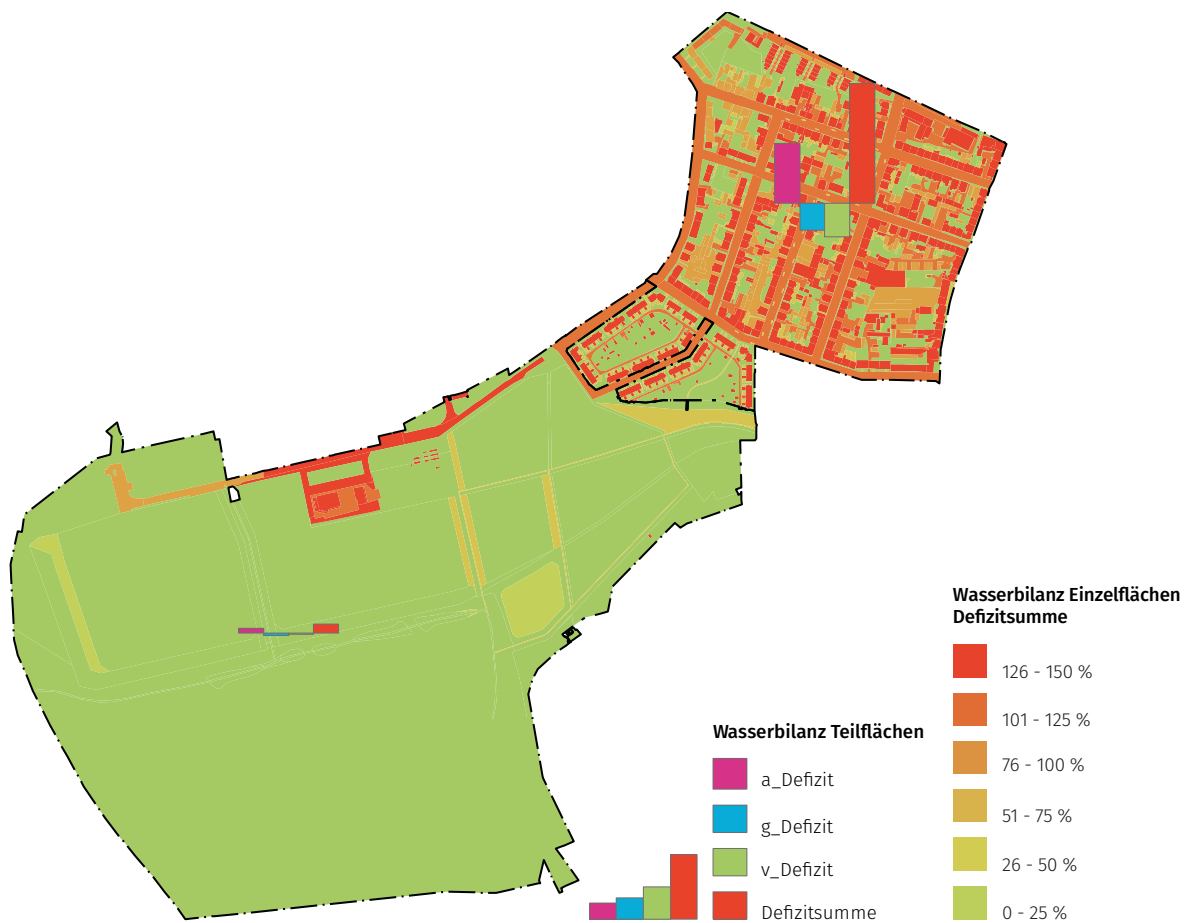 Wasserbilanz Teilflächen
a_Defizit
g_Defizit
v_Defizit
Defizitsumme
Wasserbilanz Einzelflächen
Defizitsumme
126 - 150 %
101 - 125 %
76 - 100 %
51 - 75 %
26 - 50 %
0 - 25 %